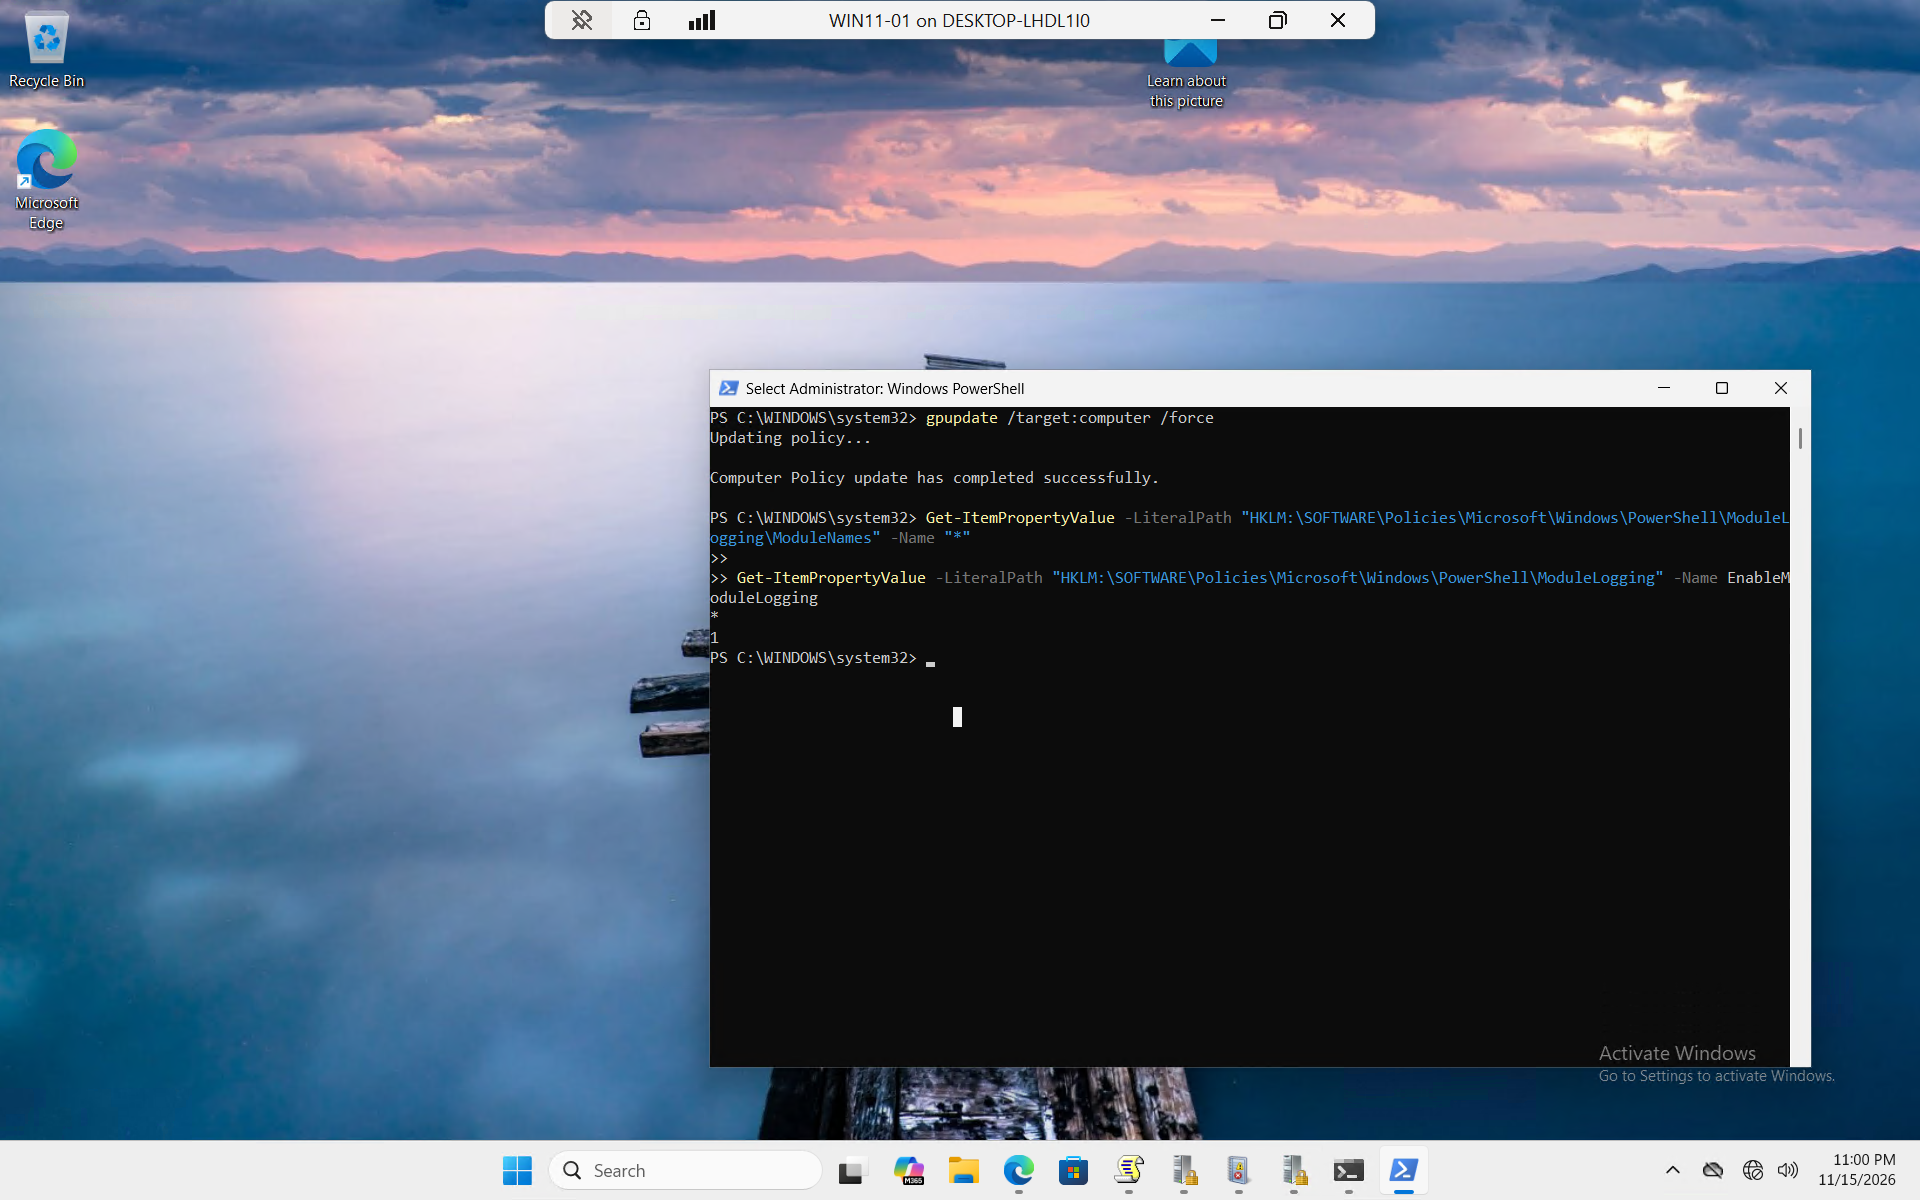 WIN11-01 on DESKTOP-LHDL1I0
Recycle Bin
Learn about
this picture
Microsoft
Edge
Select Administrator: Windows PowerShell
PS C:\WINDOWS\system32> gpupdate /target:computer /force
Updating policy...
Computer Policy update has completed successfully.
PS C:\WINDOWS\system32> Get-ItemPropertyValue -LiteralPath "HKLM:\SOFTWARE\Policies\Microsoft\Windows\PowerShell\ModuleL
ogging\ModuleNames" -Name "*"
>>
>> Get-ItemPropertyValue -LiteralPath "HKLM:\SOFTWARE\Policies\Microsoft\Windows\PowerShell\ModuleLogging" -Name EnableM
oduleLogging
*
1
PS C:\WINDOWS\system32>
Activate Windows
Go to Settings to activate Windows.
Search
M365
11:00 PM
11/15/2026